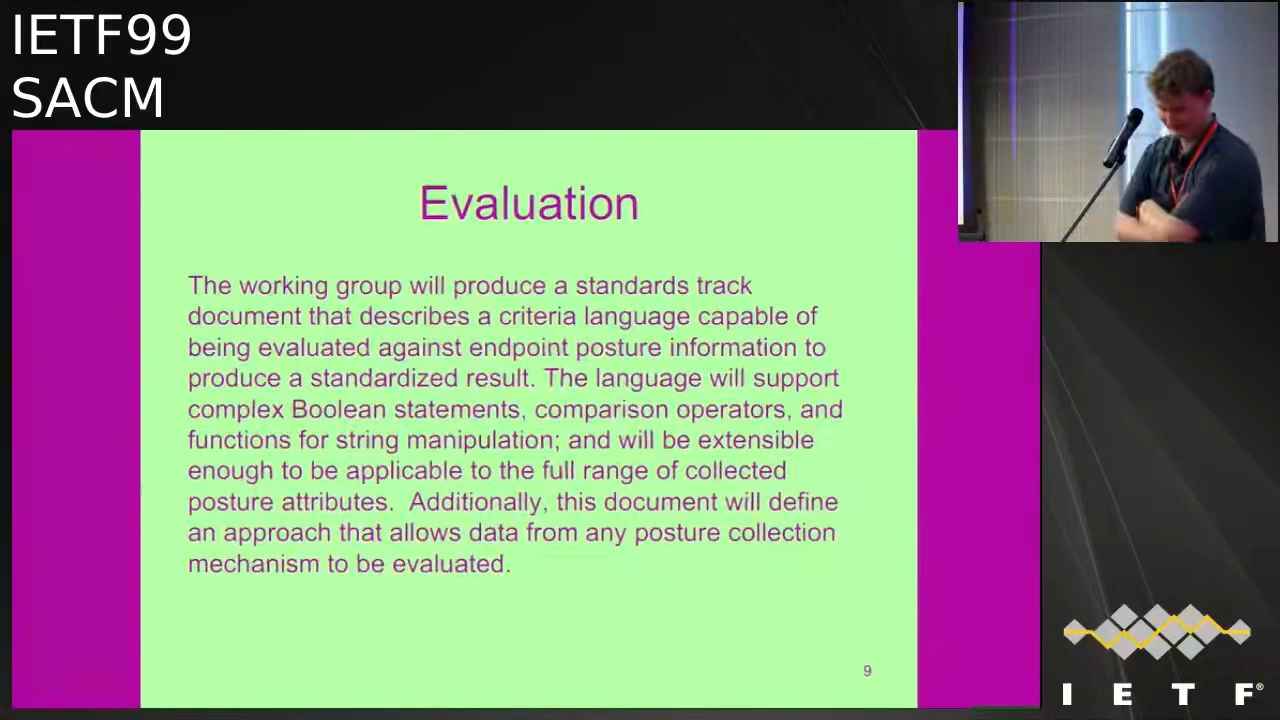 IETF99
SACM
Evaluation
The working group will produce a standards track
document that describes a criteria language capable of
being evaluated against endpoint posture information to
produce a standardized result. The language will support
complex Boolean statements, comparison operators, and
functions for string manipulation; and will be extensible
enough to be applicable to the full range of collected
posture attributes.  Additionally, this document will define
an approach that allows data from any posture collection
mechanism to be evaluated.
9
I E T F®